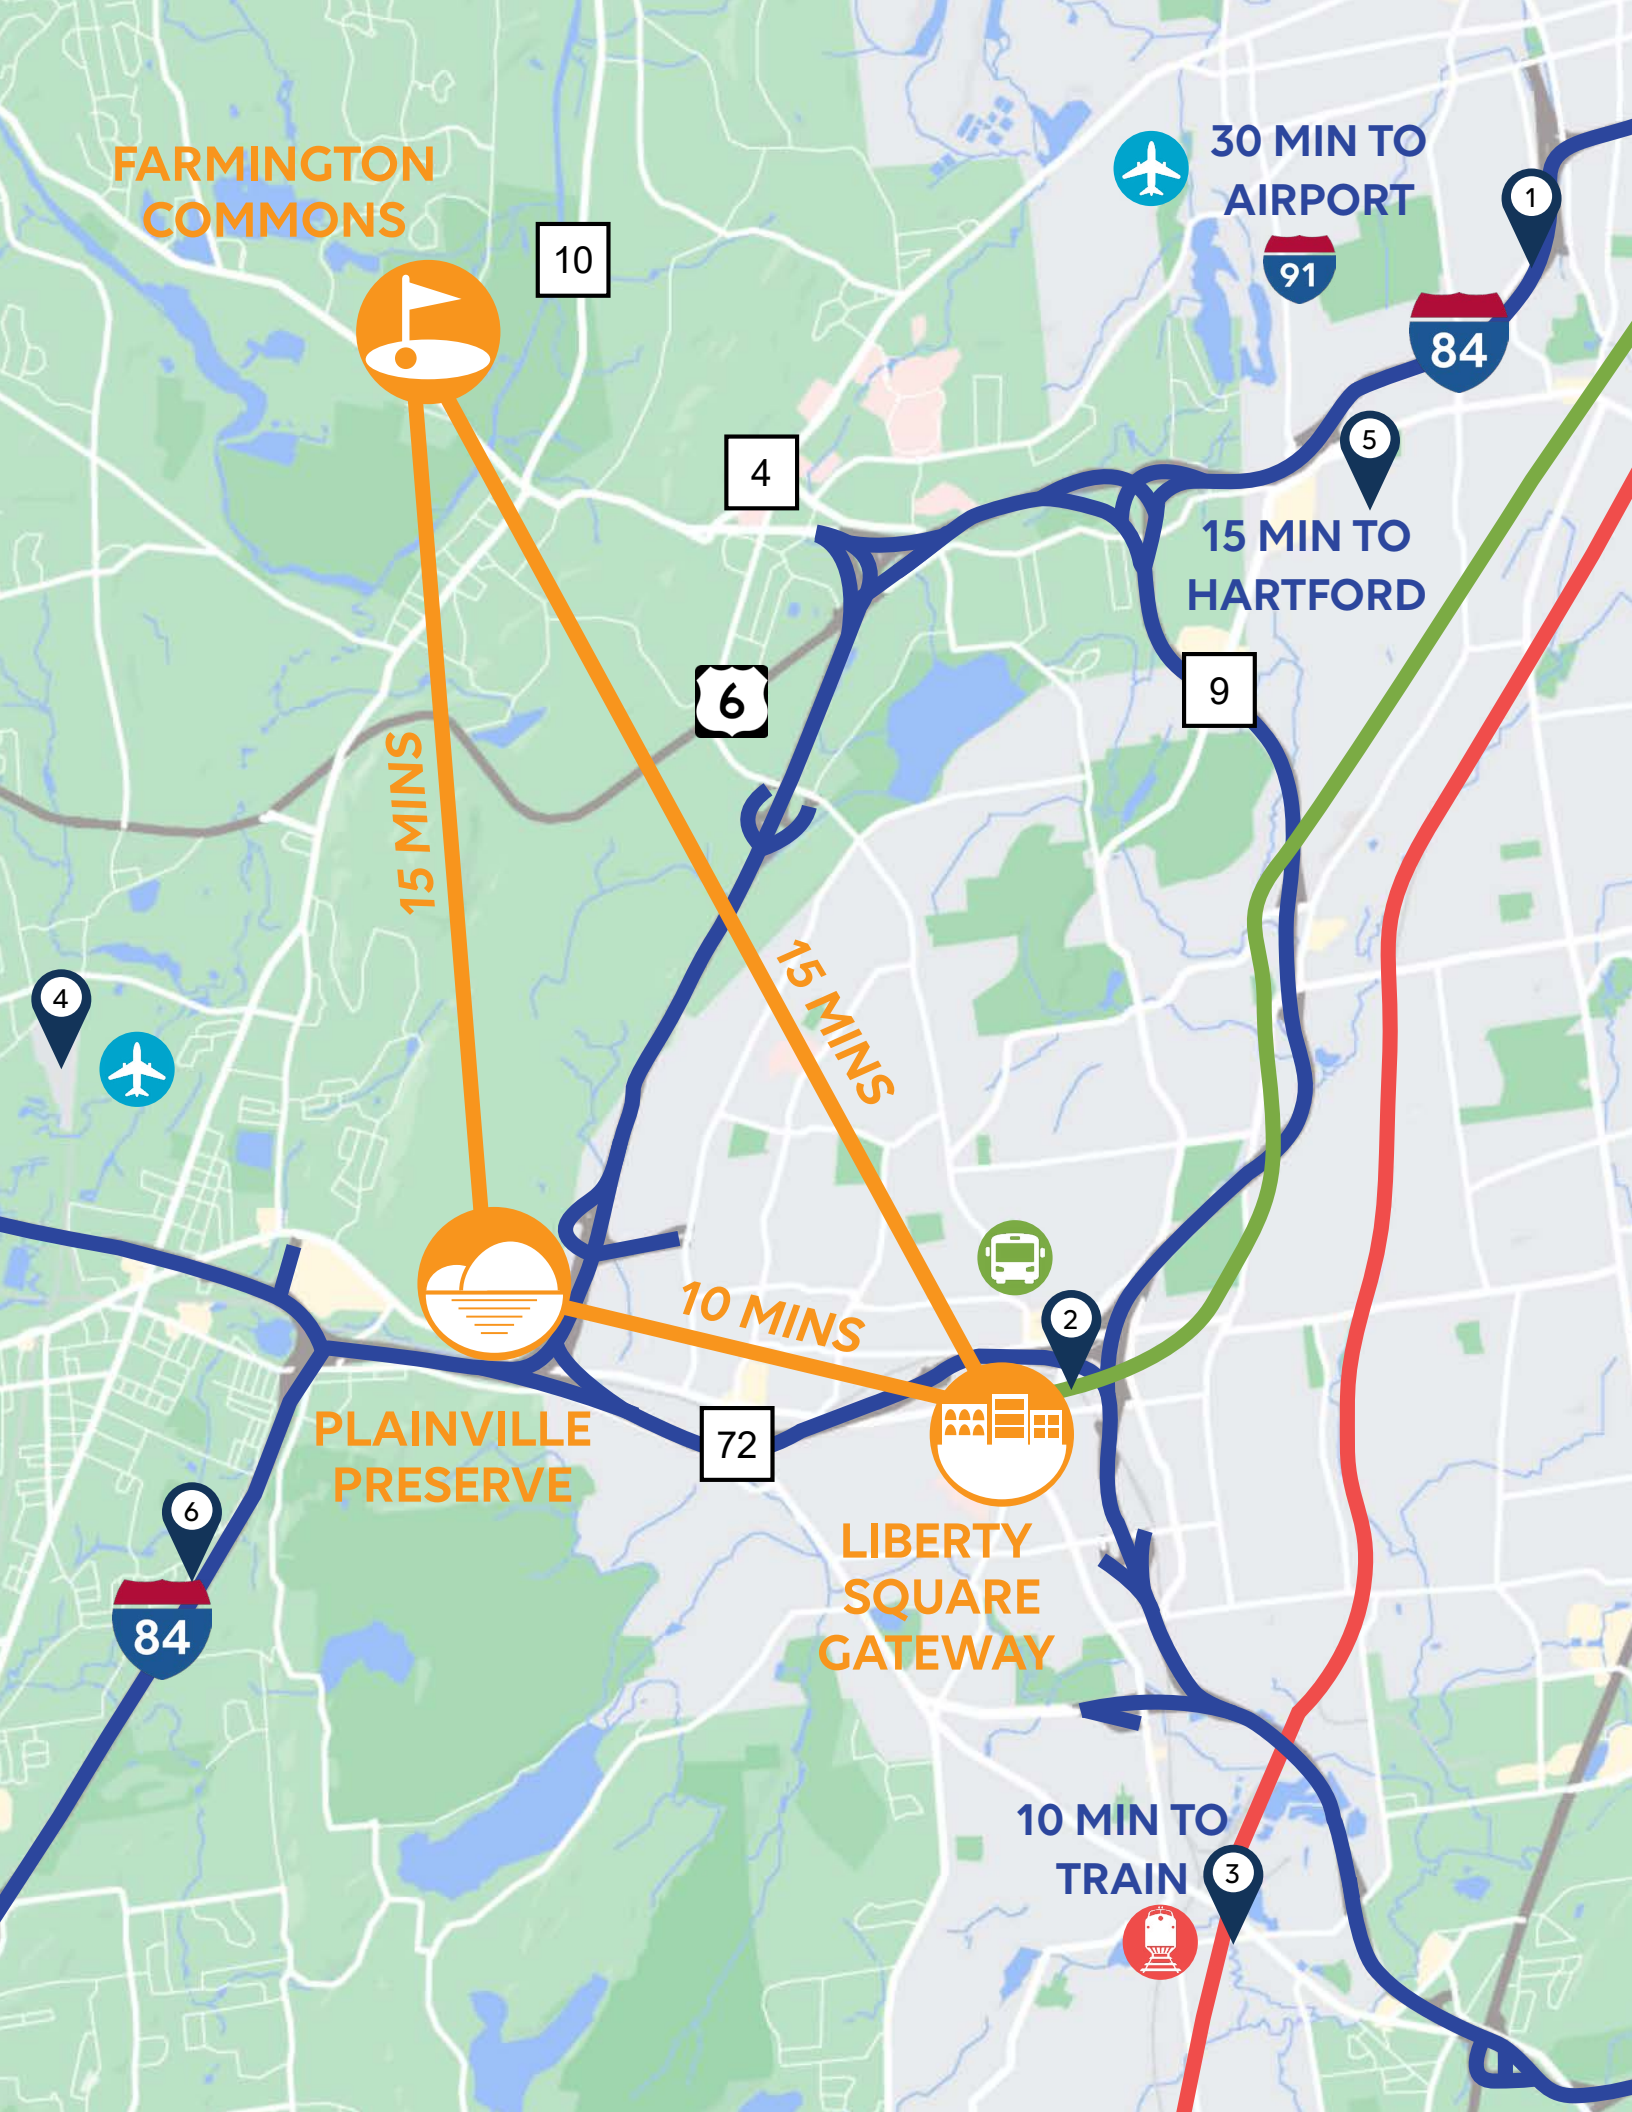 30 MIN TO
AIRPORT
FARMINGTON
COMMONS
1
10
91
84
5
4
15 MIN TO
HARTFORD
6
9
15 MINS
15 MINS
4
10 MINS
2
PLAINVILLE
PRESERVE
72
6
LIBERTY
SQUARE
GATEWAY
84
10 MIN TO
TRAIN
3